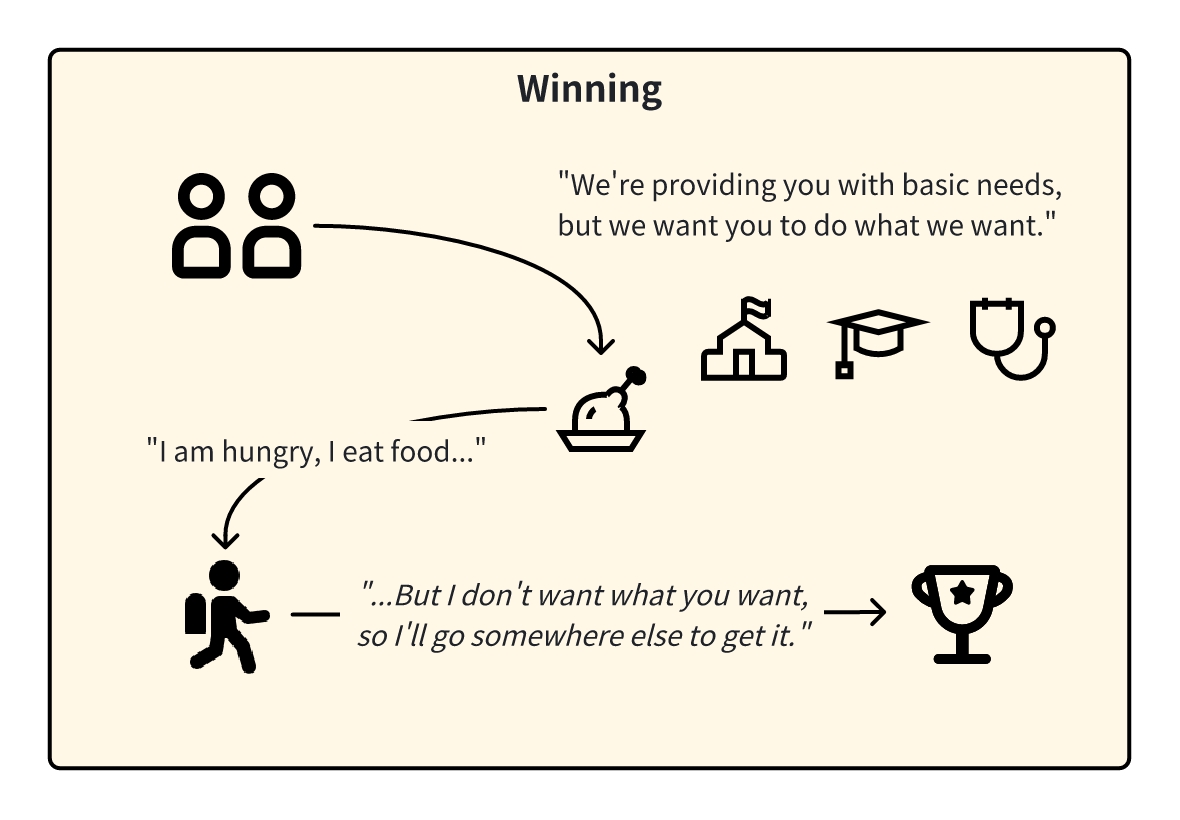 Winning
"We're providing you with basic needs,
but we want you to do what we want."
"I am hungry, I eat food..."
"...But I don't want what you want,
so I'll go somewhere else to get it."